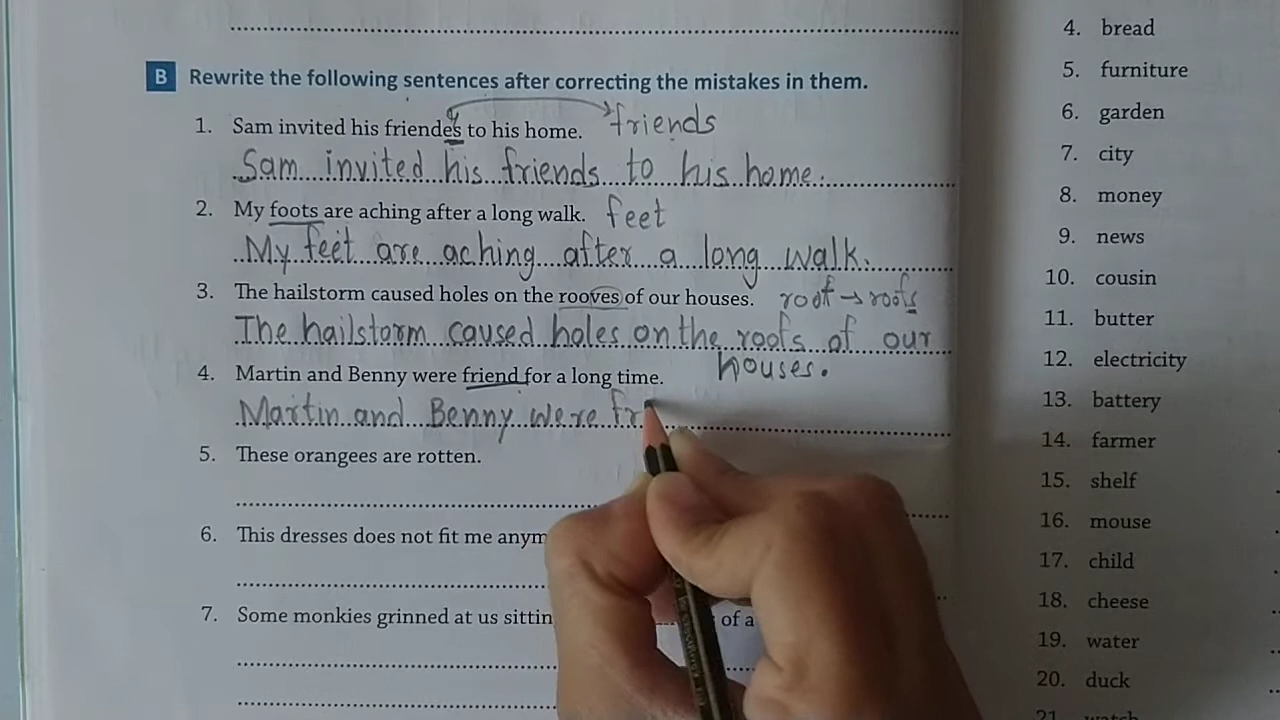 B Rewrite the following sentences after correcting the mistakes in them.
1. Sam invited his friendes to his home. friends
Sam invited his friends to his home.
2. My foots are aching after a long walk. feet
My feet are aching after a long walk.
3. The hailstorm caused holes on the rooves of our houses. roof → roofs
The hailstorm caused holes on the roofs of our
houses.
4. Martin and Benny were friend for a long time.
Martin and Benny were fr
5. These orangees are rotten.
6. This dresses does not fit me anym
7. Some monkies grinned at us sittin of a
4. bread
5. furniture
6. garden
7. city
8. money
9. news
10. cousin
11. butter
12. electricity
13. battery
14. farmer
15. shelf
16. mouse
17. child
18. cheese
19. water
20. duck
21. watch